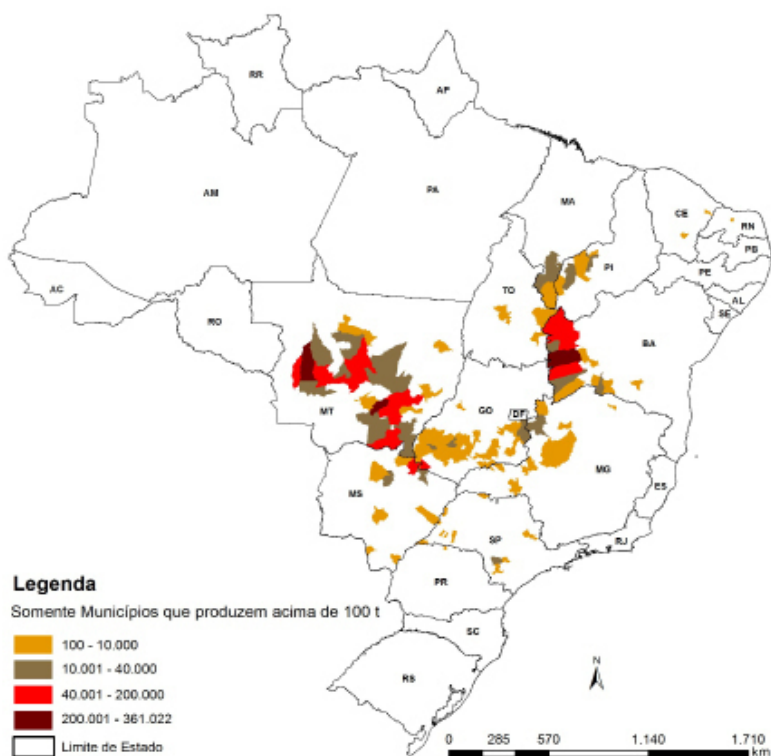 RR
AP
AM
PA
MA
CE
RN
PB
PI
PE
AC
TO
AL
SE
RO
BA
MT
GO
DF
MG
MS
ES
SP
RJ
PR
Legenda
Somente Municípios que produzem acima de 100 t
SC
100 - 10.000
N
10.001 - 40.000
RS
40.001 - 200.000
200.001 - 361.022
0 285 570 1.140 1.710
Limite de Estado
km